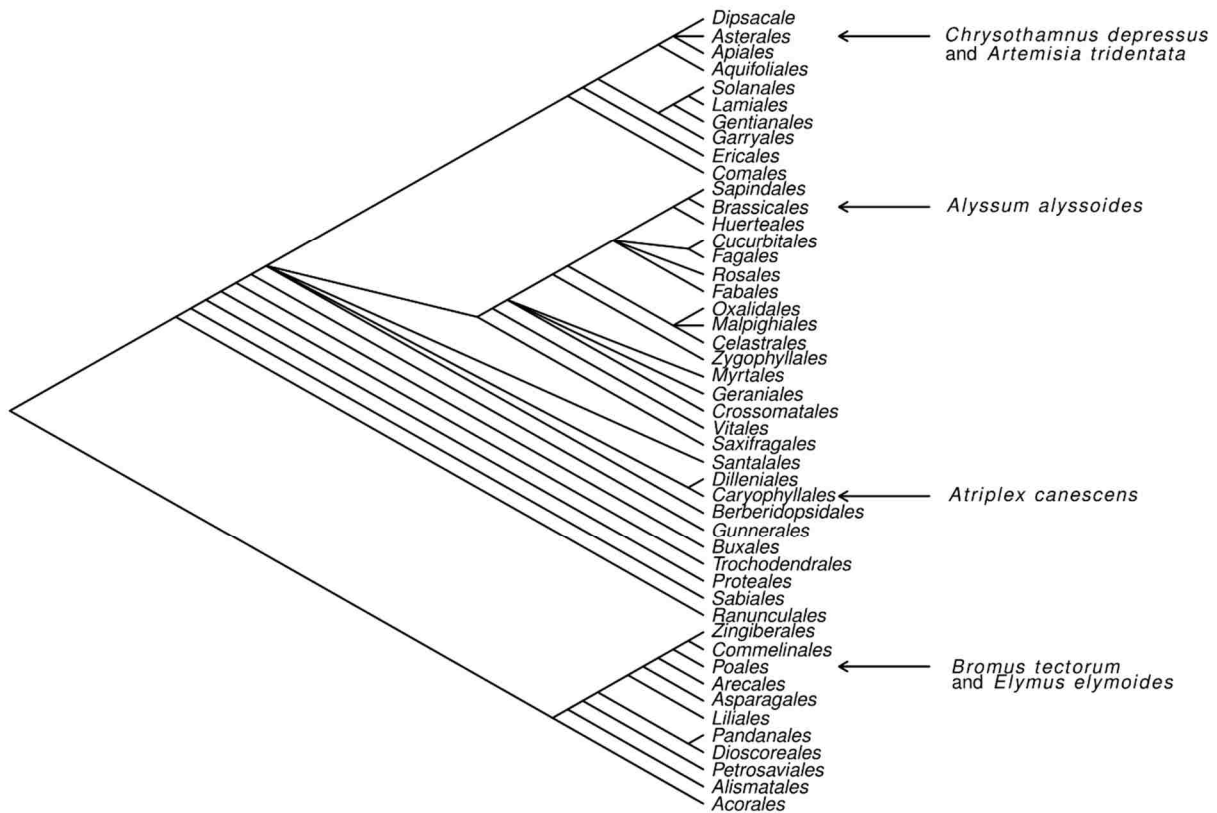 Dipsacale
Asterales
Apiales
Aquifoliales
Solanales
Lamiales
Gentianales
Garryales
Ericales
Comales
Sapindales
Brassicales
Huerteales
Cucurbitales
Fagales
Rosales
Fabales
Oxalidales
Malpighiales
Celastrales
Zygophyllales
Myrtales
Geraniales
Crossomatales
Vitales
Saxifragales
Santalales
Dilleniales
Caryophyllales
Berberidopsidales
Gunnerales
Buxales
Trochodendrales
Proteales
Sabiales
Ranunculales
Zingiberales
Commelinales
Poales
Arecales
Asparagales
Liliales
Pandanales
Dioscoreales
Petrosaviales
Alismatales
Acorales
Chrysothamnus depressus
and Artemisia tridentata
Alyssum alyssoides
Atriplex canescens
Bromus tectorum
and Elymus elymoides